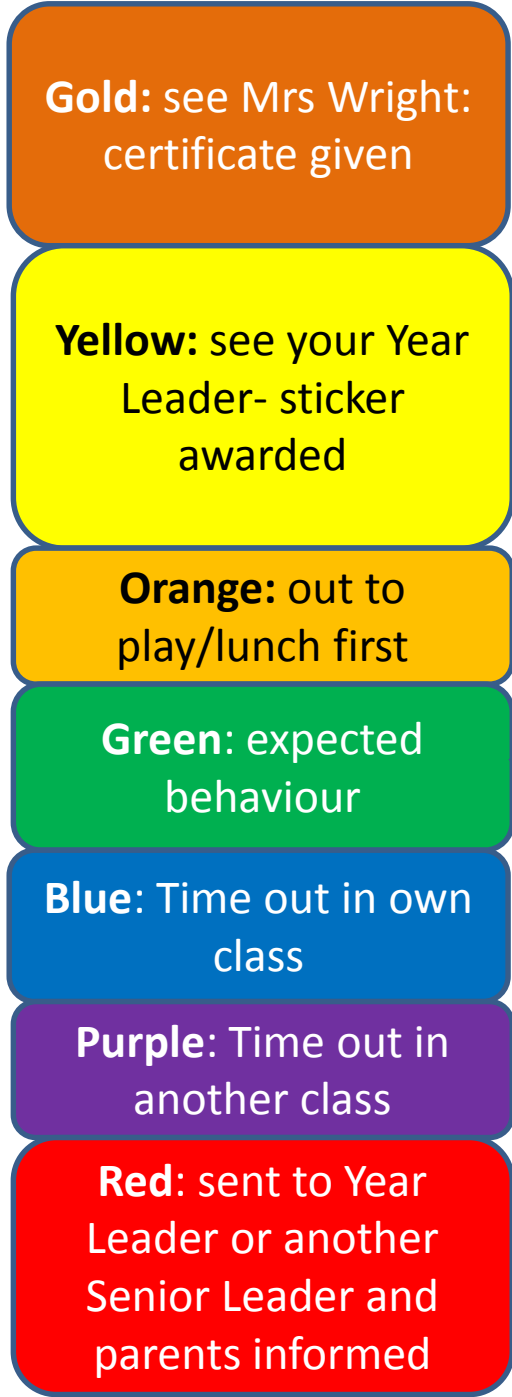 Gold: see Mrs Wright:
certificate given
Yellow: see your Year
Leader- sticker
awarded
Orange: out to
play/lunch first
Green: expected
behaviour
Blue: Time out in own
class
Purple: Time out in
another class
Red: sent to Year
Leader or another
Senior Leader and
parents informed